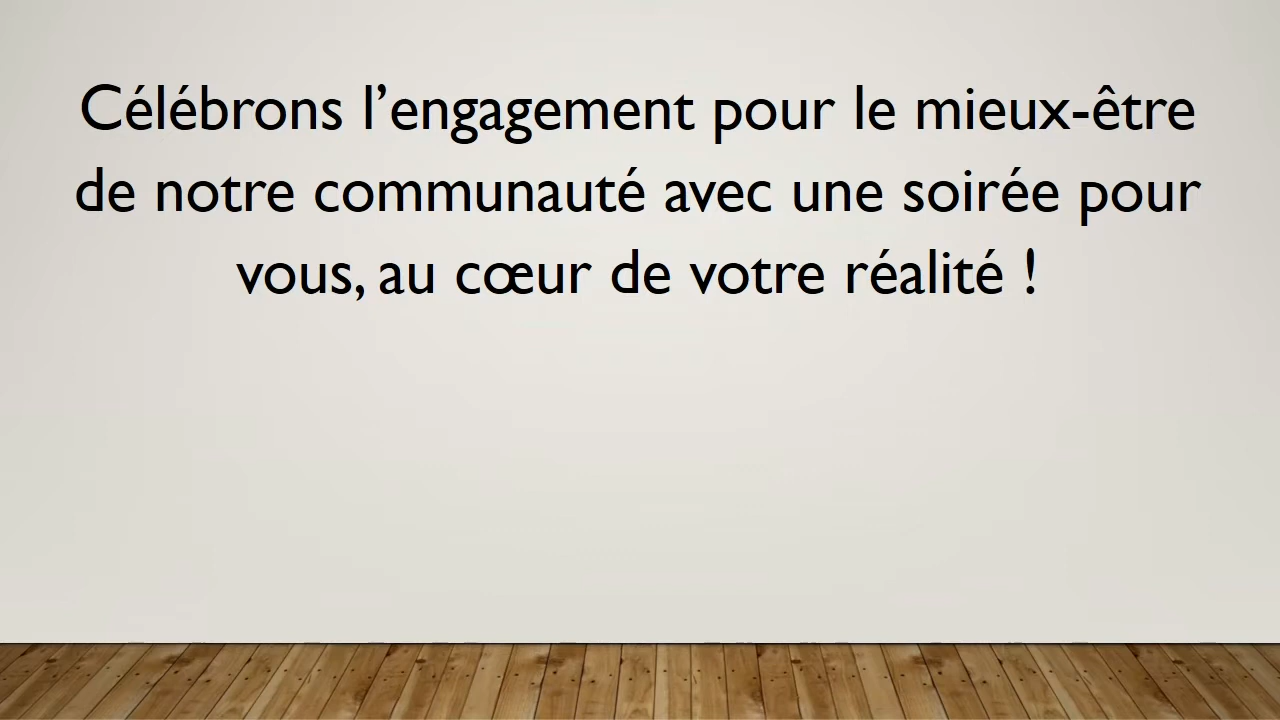 Célébrons l’engagement pour le mieux-être
de notre communauté avec une soirée pour
vous, au cœur de votre réalité !